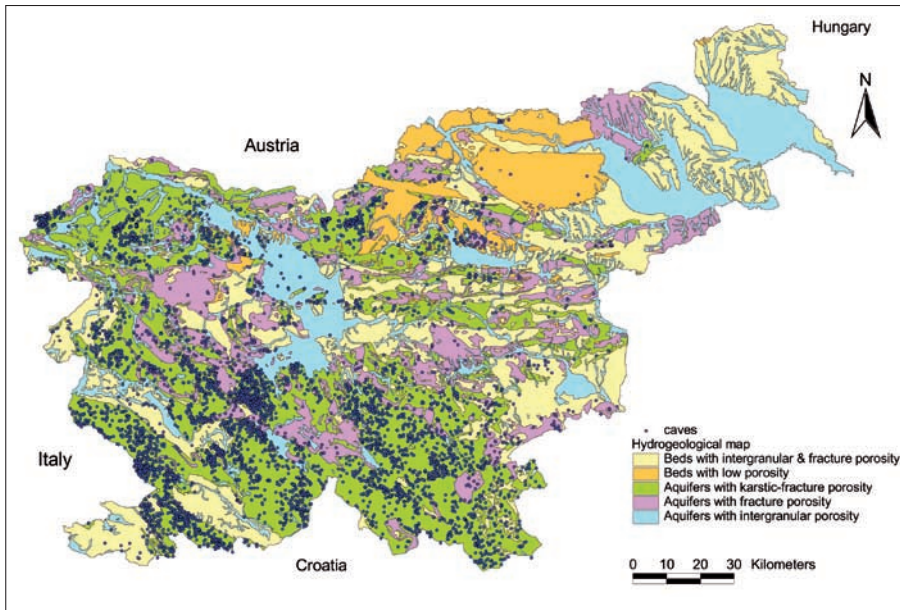 Hungary
N
Austria
Italy
Croatia
caves
Hydrogeological map
Beds with intergranular & fracture porosity
Beds with low porosity
Aquifers with karstic-fracture porosity
Aquifers with fracture porosity
Aquifers with intergranular porosity
0 10 20 30 Kilometers